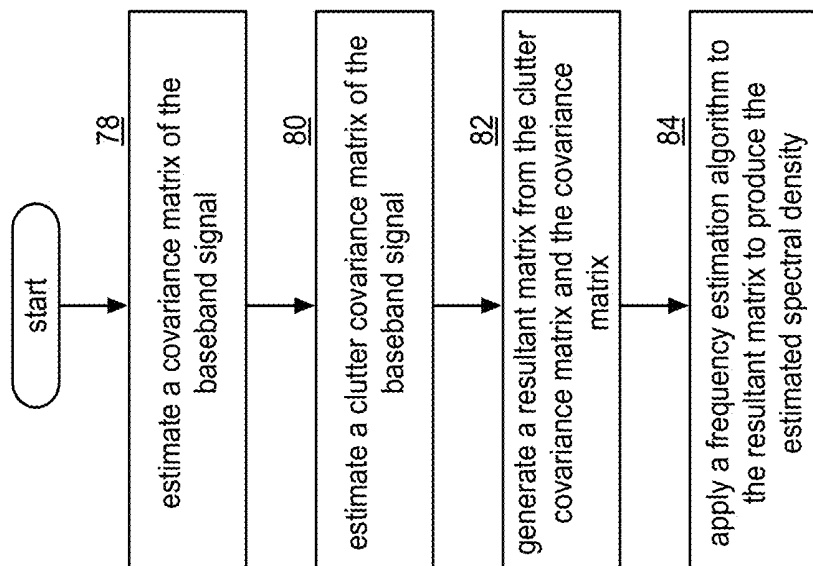 start
78
estimate a covariance matrix of the
baseband signal
80
estimate a clutter covariance matrix of the
baseband signal
82
generate a resultant matrix from the clutter
covariance matrix and the covariance
matrix
84
apply a frequency estimation algorithm to
the resultant matrix to produce the
estimated spectral density